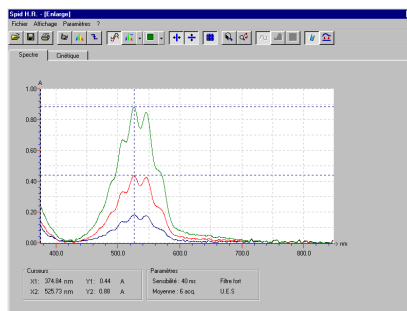 Spid H.R. - [Enlarge]
Fichier Affichage Paramètres ?
Spectre Cinétique
A
1.00
0.80
0.60
0.40
0.20
0.00
400.0 500.0 600.0 700.0 800.0 nm
Curseurs Paramètres
X1: 374.84 nm Y1: 0.44 A Sensibilité : 40 ms Filtre fort
X2: 525.73 nm Y2: 0.88 A Moyenne : 6 acq. U.E.S